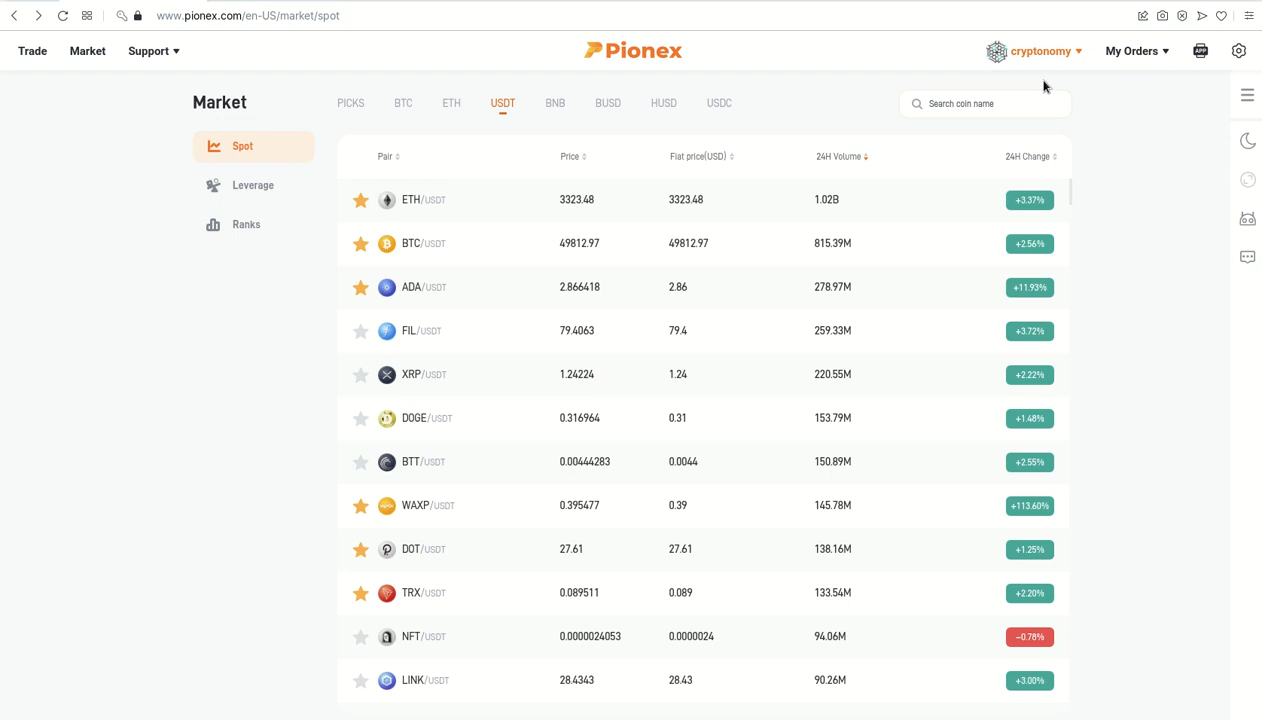 www.pionex.com/en-US/market/spot
Trade Market Support Pionex cryptonomy APP My Orders
Market PICKS BTC ETH USDT BNB BUSD HUSD USDC Search coin name
Spot
Leverage
Ranks
Pair Price Fiat price(USD) 24H Volume 24H Change
ETH/USDT 3323.48 3323.48 1.02B +3.37%
BTC/USDT 49812.97 49812.97 815.39M +2.56%
ADA/USDT 2.866418 2.86 278.97M +11.93%
FIL/USDT 79.4063 79.4 259.33M +3.72%
XRP/USDT 1.24224 1.24 220.55M +2.22%
DOGE/USDT 0.316964 0.31 153.79M +1.48%
BTT/USDT 0.00444283 0.0044 150.89M +2.55%
WAXP/USDT 0.395477 0.39 145.78M +113.60%
DOT/USDT 27.61 27.61 138.16M +1.25%
TRX/USDT 0.089511 0.089 133.54M +2.20%
NFT/USDT 0.0000024053 0.0000024 94.06M -0.78%
LINK/USDT 28.4343 28.43 90.26M +3.00%